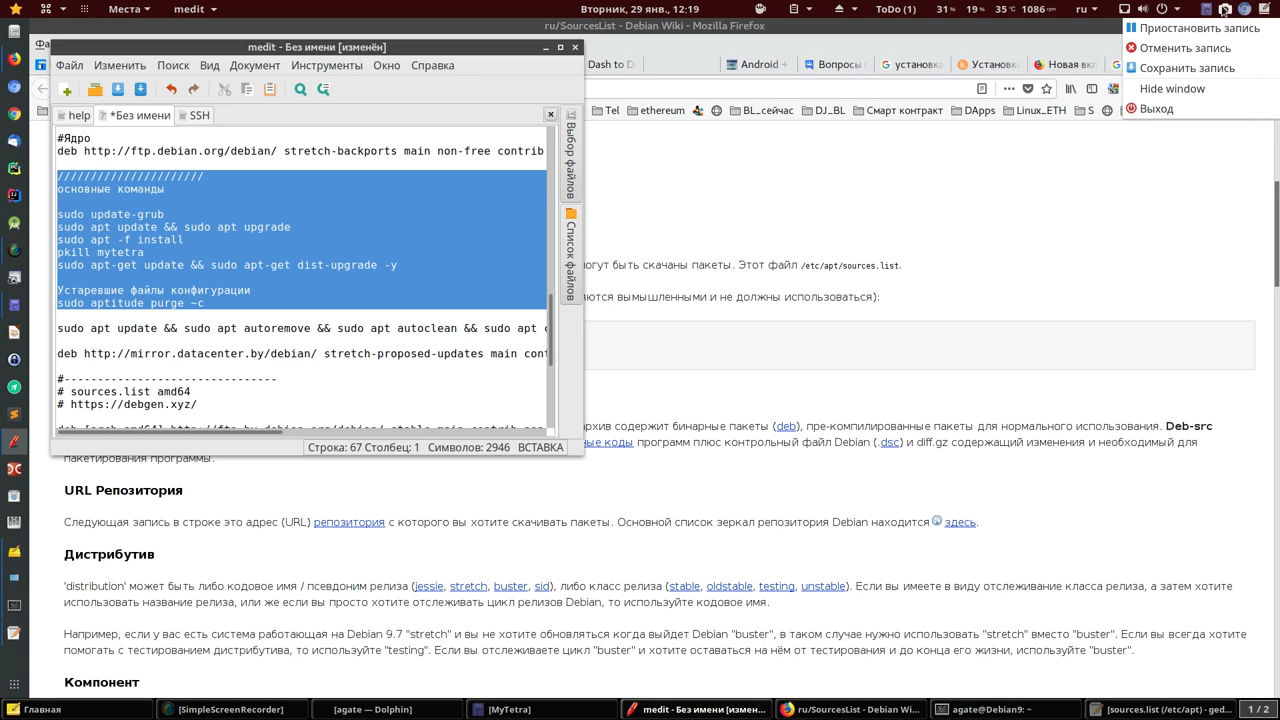 Места
medit
Вторник, 29 янв., 12:19
ToDo (1)
31 %
19 %
35 °C
1086 rpm
ru
ru/SourcesList - Debian Wiki - Mozilla Firefox
Приостановить запись
Отменить запись
Сохранить запись
Hide window
Выход
medit - Без имени [изменён]
Файл Изменить Поиск Вид Документ Инструменты Окно Справка
Dash to D
Android +
Вопросы
установка
Установк
Новая вкл
Tel
ethereum
BL_сейчас
DJ_BL
Смарт контракт
DApps
Linux_ETH
S
help
*Без имени
SSH
Выбор файлов
Список файлов
#Ядро
deb http://ftp.debian.org/debian/ stretch-backports main non-free contrib
//////////////////////
основные команды
sudo update-grub
sudo apt update && sudo apt upgrade
sudo apt -f install
pkill mytetra
sudo apt-get update && sudo apt-get dist-upgrade -y
Устаревшие файлы конфигурации
sudo aptitude purge ~c
sudo apt update && sudo apt autoremove && sudo apt autoclean && sudo apt c
deb http://mirror.datacenter.by/debian/ stretch-proposed-updates main cont
#--------------------------------
# sources.list amd64
# https://debgen.xyz/
Строка: 67 Столбец: 1 Символов: 2946 ВСТАВКА
огут быть скачаны пакеты. Этот файл /etc/apt/sources.list.
яются вымышленными и не должны использоваться):
архив содержит бинарные пакеты (deb), пре-компилированные пакеты для нормального использования. Deb-src
ные коды программ плюс контрольный файл Debian (.dsc) и diff.gz содержащий изменения и необходимый для
пакетирования программы.
URL Репозитория
Следующая запись в строке это адрес (URL) репозитория с которого вы хотите скачивать пакеты. Основной список зеркал репозитория Debian находится здесь.
Дистрибутив
'distribution' может быть либо кодовое имя / псевдоним релиза (jessie, stretch, buster, sid), либо класс релиза (stable, oldstable, testing, unstable). Если вы имеете в виду отслеживание класса релиза, а затем хотите
использовать название релиза, или же если вы просто хотите отслеживать цикл релизов Debian, то используйте кодовое имя.
Например, если у вас есть система работающая на Debian 9.7 "stretch" и вы не хотите обновляться когда выйдет Debian "buster", в таком случае нужно использовать "stretch" вместо "buster". Если вы всегда хотите
помогать с тестированием дистрибутива, то используйте "testing". Если вы отслеживаете цикл "buster" и хотите оставаться на нём от тестирования и до конца его жизни, используйте "buster".
Компонент
Главная
[SimpleScreenRecorder]
[agate — Dolphin]
[MyTetra]
medit - Без имени [измен...
ru/SourcesList - Debian Wi...
agate@Debian9: ~
[sources.list (/etc/apt) - ged...
1 / 2